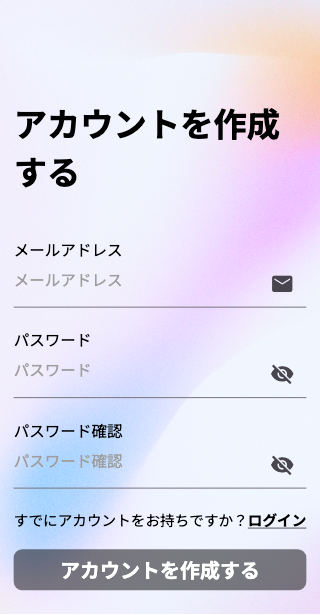 アカウントを作成
する
メールアドレス
メールアドレス
パスワード
パスワード
パスワード確認
パスワード確認
すでにアカウントをお持ちですか？ログイン
アカウントを作成する